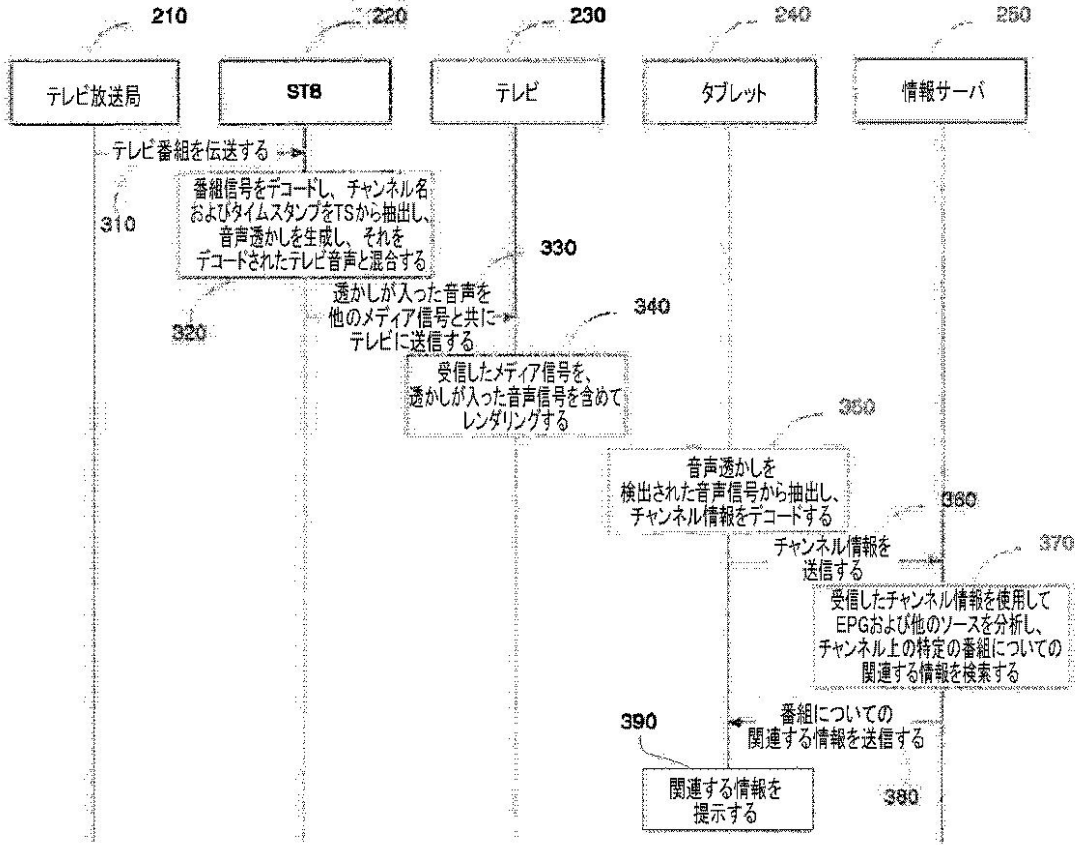 210
220
230
240
250
テレビ放送局
STB
テレビ
タブレット
情報サーバ
テレビ番組を伝送する
310
番組信号をデコードし、チャンネル名
およびタイムスタンプをTSから抽出し、
音声透かしを生成し、それを
デコードされたテレビ音声と混合する
320
330
透かしが入った音声を
他のメディア信号と共に
テレビに送信する
340
受信したメディア信号を、
透かしが入った音声信号を含めて
レンダリングする
350
音声透かしを
検出された音声信号から抽出し、
チャンネル情報をデコードする
360
チャンネル情報を
送信する
370
受信したチャンネル情報を使用して
EPGおよび他のソースを分析し、
チャンネル上の特定の番組についての
関連する情報を検索する
番組についての
関連する情報を送信する
380
390
関連する情報を
提示する